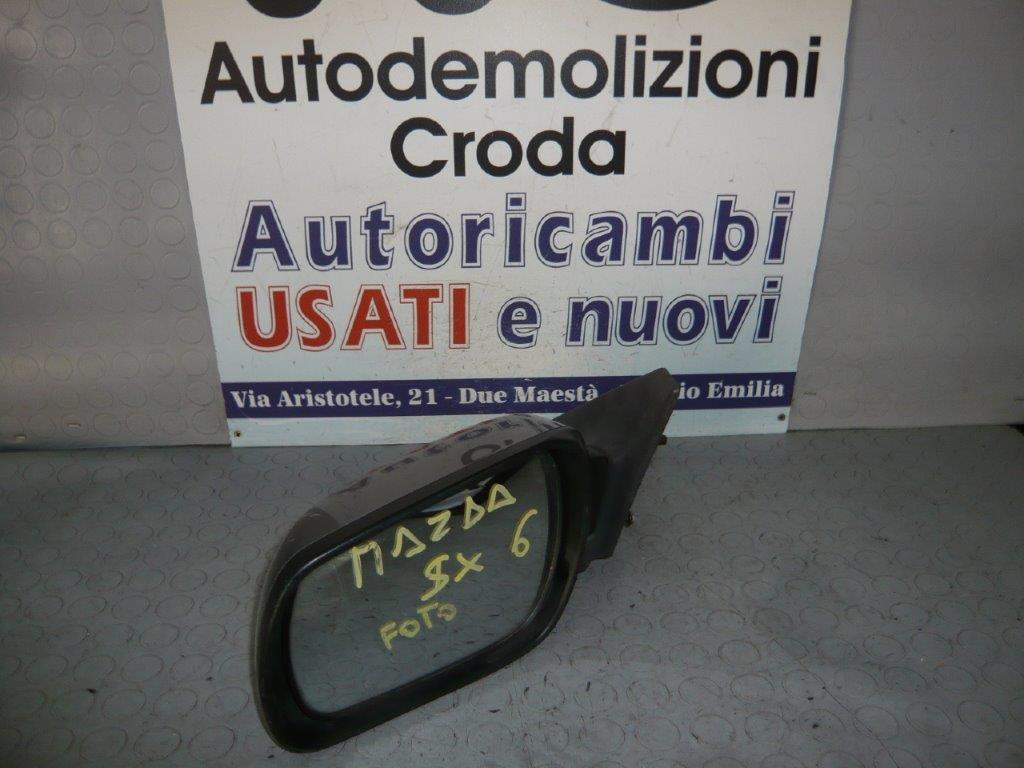 Autodemolizioni
Croda
Autoricambi
USATI e nuovi
Via Aristotele, 21 - Due Maestà Emilia
MAZDA 6
SX
FOTO